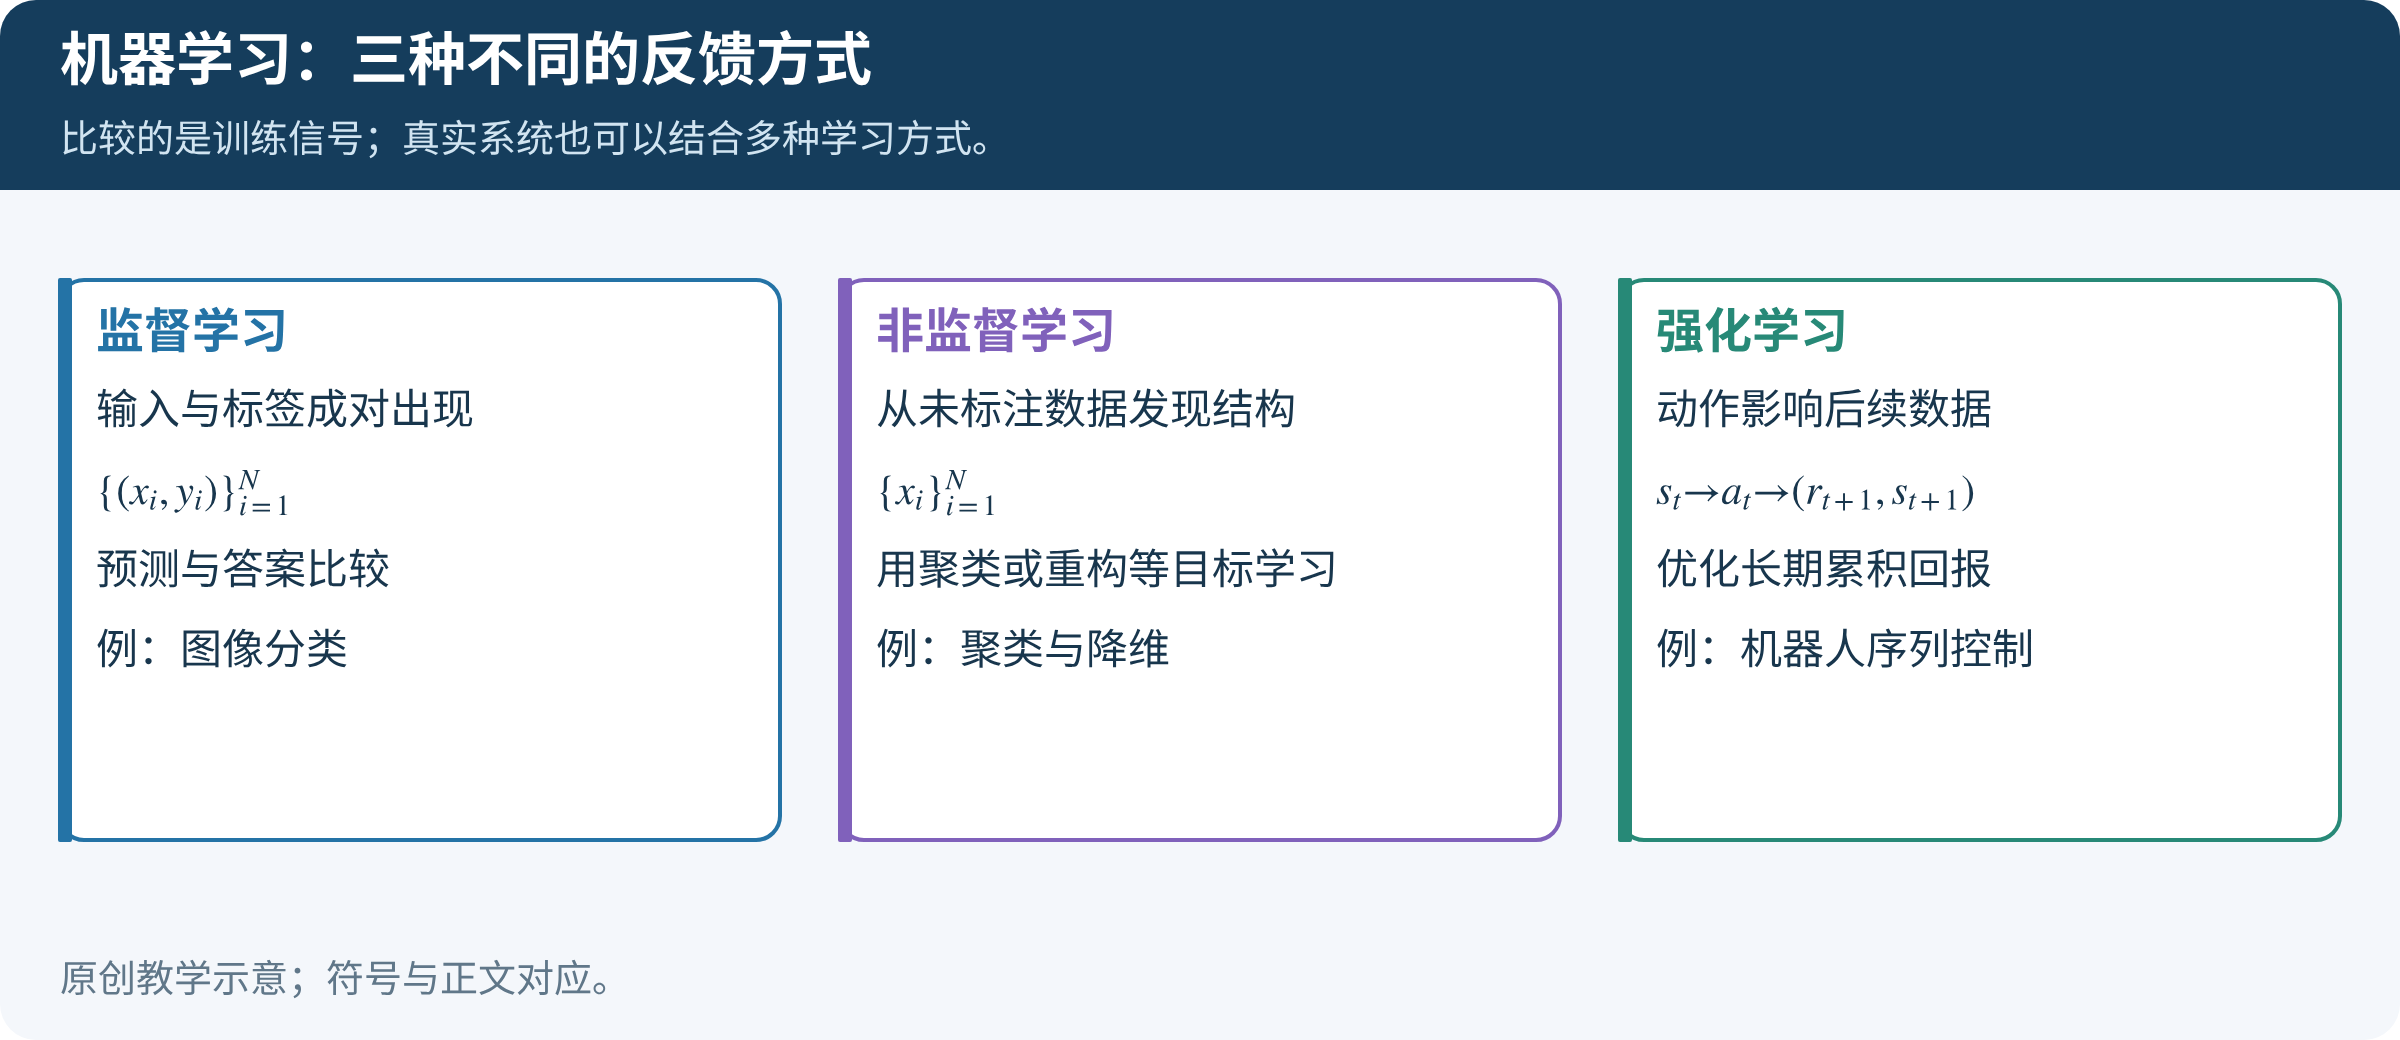 机器学习：三种不同的反馈方式
比较的是训练信号；真实系统也可以结合多种学习方式。
监督学习
输入与标签成对出现
{(x_i, y_i)}_{i=1}^N
预测与答案比较
例：图像分类
非监督学习
从未标注数据发现结构
{x_i}_{i=1}^N
用聚类或重构等目标学习
例：聚类与降维
强化学习
动作影响后续数据
s_t→a_t→(r_{t+1}, s_{t+1})
优化长期累积回报
例：机器人序列控制
原创教学示意；符号与正文对应。